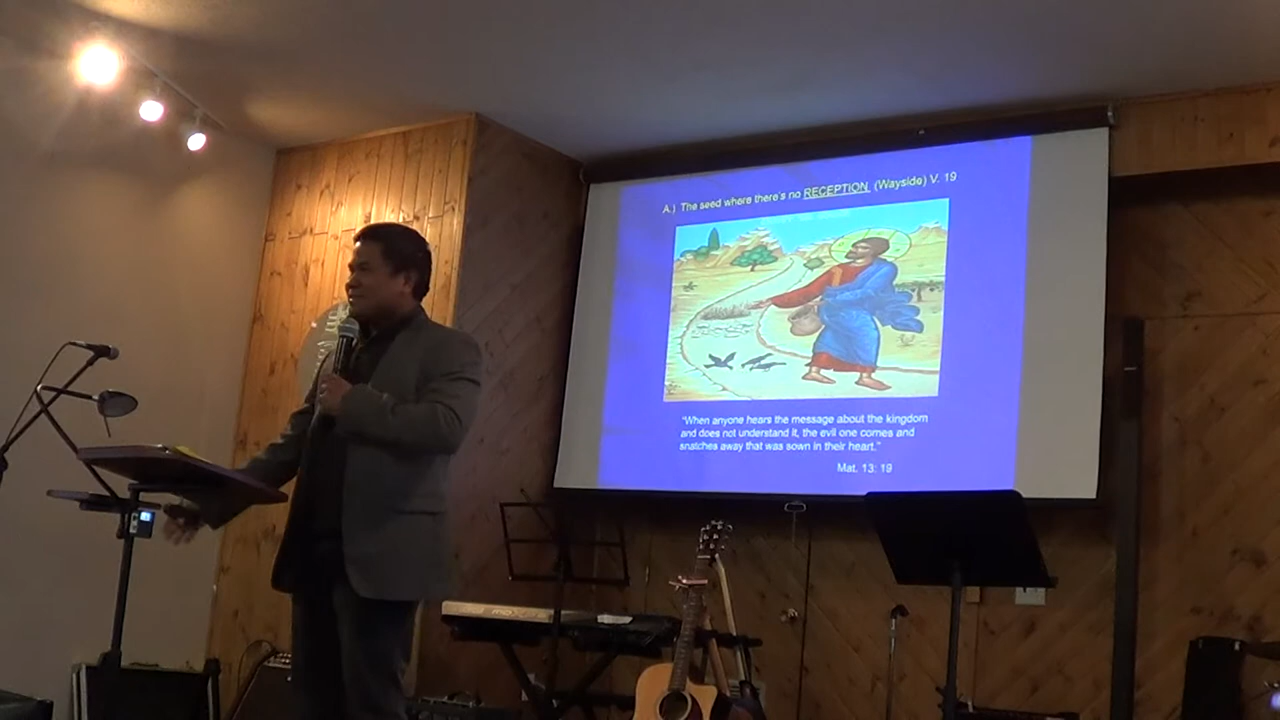 A.) The seed where there's no RECEPTION (Wayside) V. 19
"When anyone hears the message about the kingdom
and does not understand it, the evil one comes and
snatches away that was sown in their heart."
Mat. 13: 19